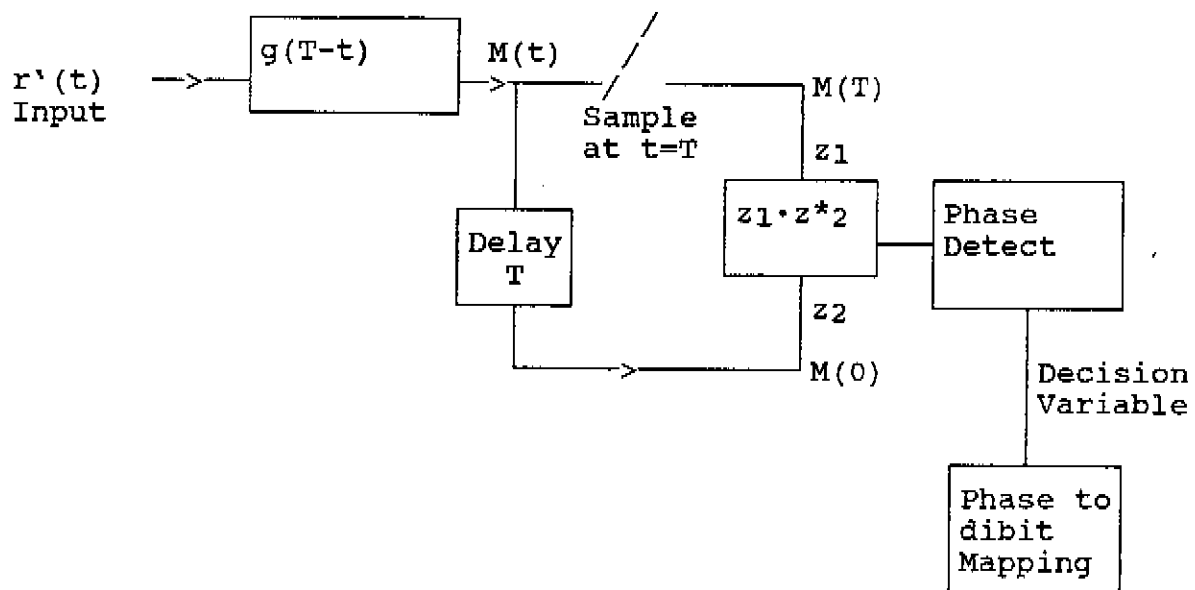 g(T-t)
M(t)
r‘(t)
Input
Sample
at t=T
M(T)
z1
z1·z*2
Phase
Detect
Delay
T
z2
M(0)
Decision
Variable
Phase to
dibit
Mapping